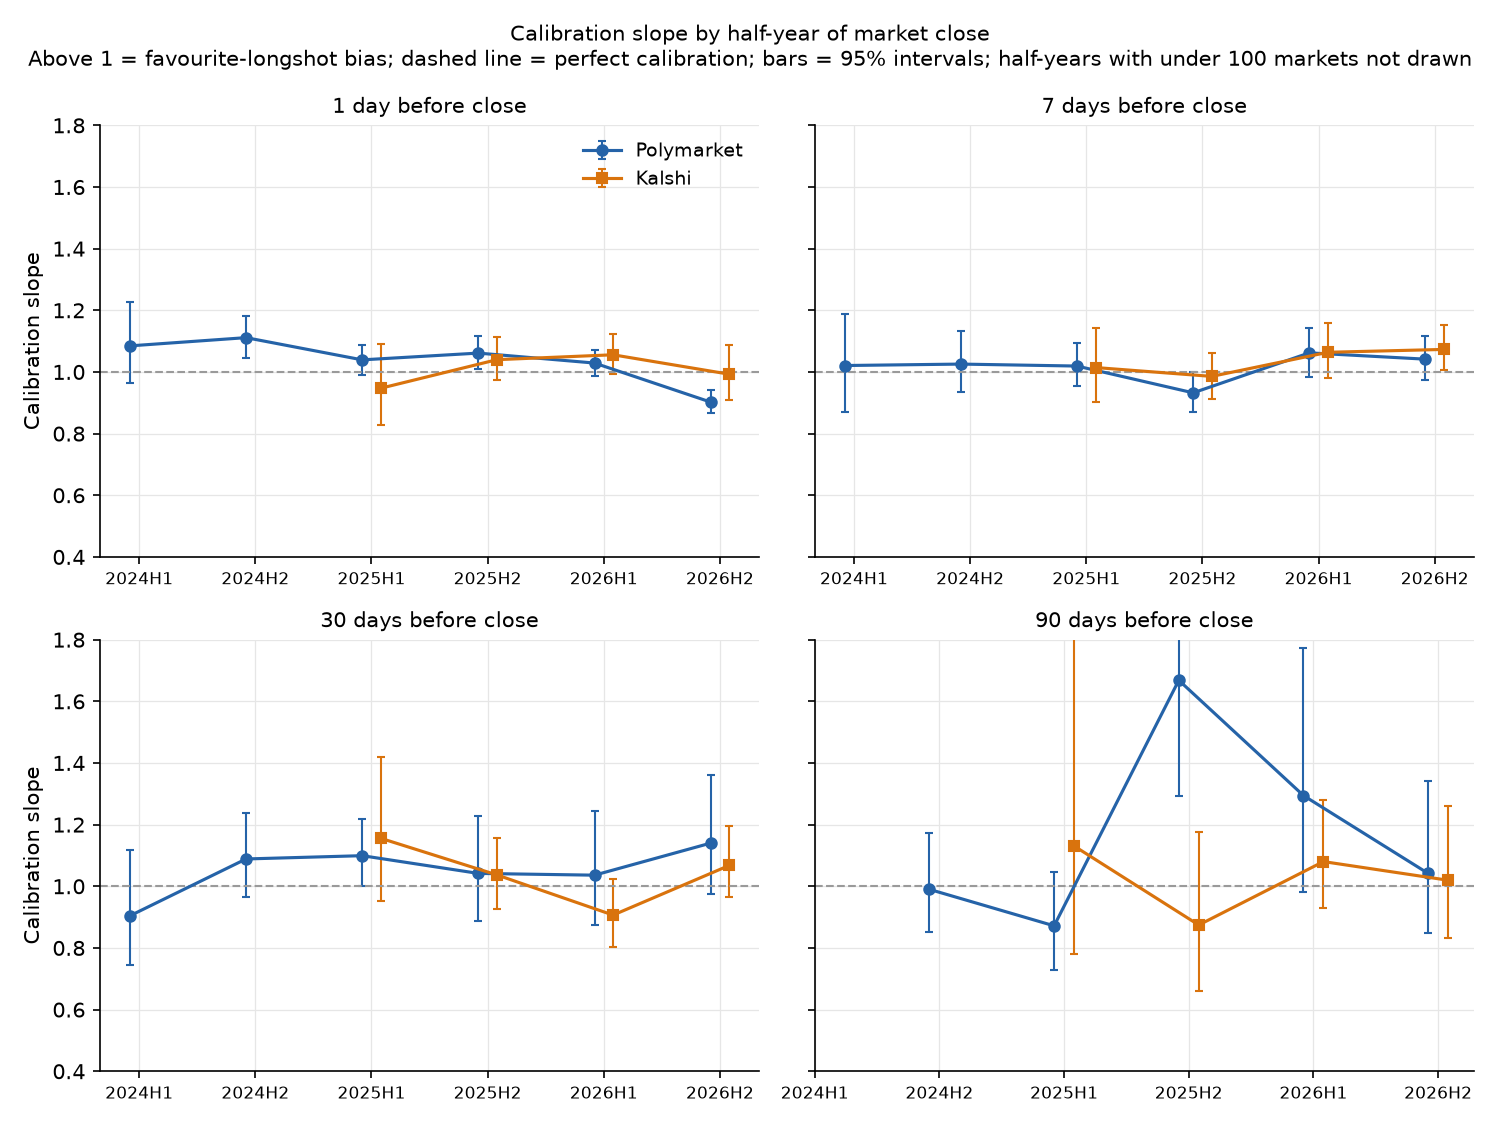 Calibration slope by half-year of market close
Above 1 = favourite-longshot bias; dashed line = perfect calibration; bars = 95% intervals; half-years with under 100 markets not drawn
1 day before close
7 days before close
Polymarket
Kalshi
Calibration slope
1.8
1.6
1.4
1.2
1.0
0.8
0.6
0.4
2024H1 2024H2 2025H1 2025H2 2026H1 2026H2
2024H1 2024H2 2025H1 2025H2 2026H1 2026H2
30 days before close
90 days before close
Calibration slope
1.8
1.6
1.4
1.2
1.0
0.8
0.6
0.4
2024H1 2024H2 2025H1 2025H2 2026H1 2026H2
2024H1 2024H2 2025H1 2025H2 2026H1 2026H2